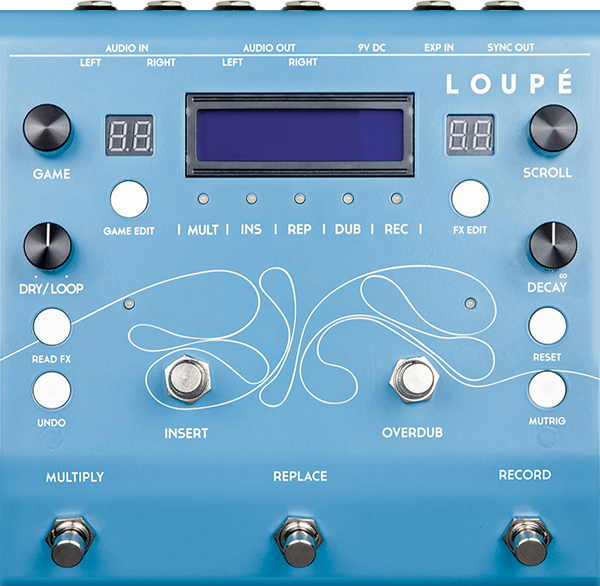 AUDIO IN AUDIO OUT 9V DC EXP IN SYNC OUT
LEFT RIGHT LEFT RIGHT
LOUPÉ
GAME SCROLL
GAME EDIT | MULT | INS | REP | DUB | REC | FX EDIT
DRY/LOOP ∞ DECAY
READ FX RESET
UNDO MUTRIG
INSERT OVERDUB
MULTIPLY REPLACE RECORD